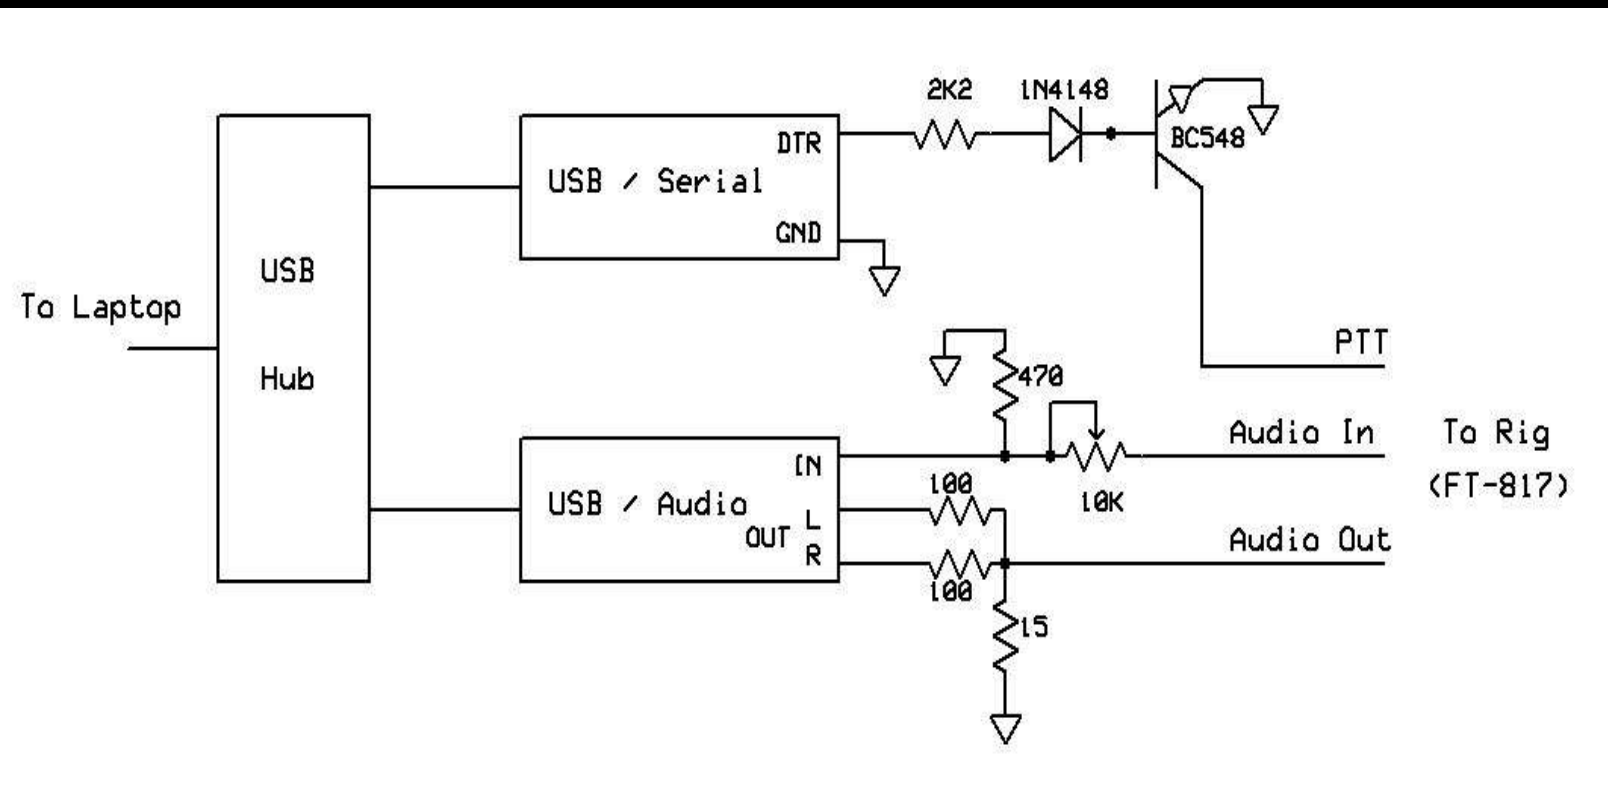 2K2
1N4148
DTR
BC548
USB / Serial
GND
USB
Hub
To Laptop
PTT
470
Audio In
To Rig
IN
100
10K
(FT-817)
USB / Audio
L
OUT
R
Audio Out
100
15